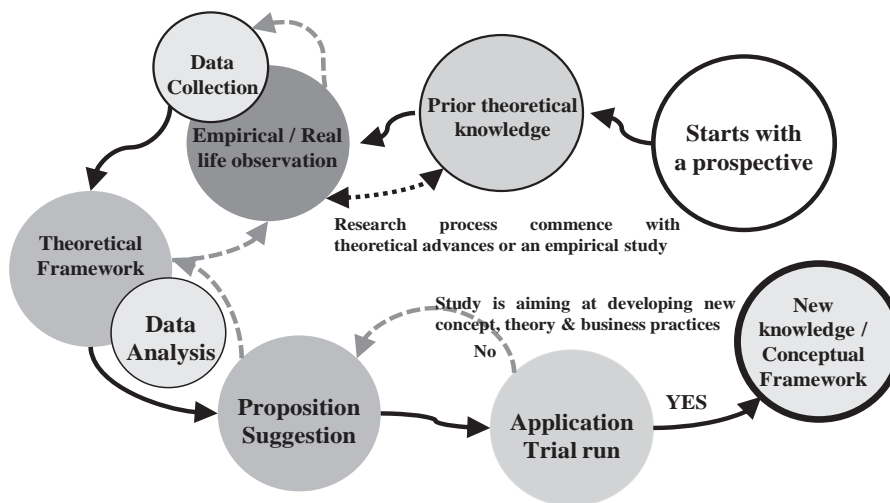 Data
Collection
Empirical / Real
life observation
Prior theoretical
knowledge
Starts with
a prospective
Research process commence with
theoretical advances or an empirical study
Theoretical
Framework
Data
Analysis
Study is aiming at developing new
concept, theory & business practices
No
New
knowledge /
Conceptual
Framework
Proposition
Suggestion
Application
Trial run
YES